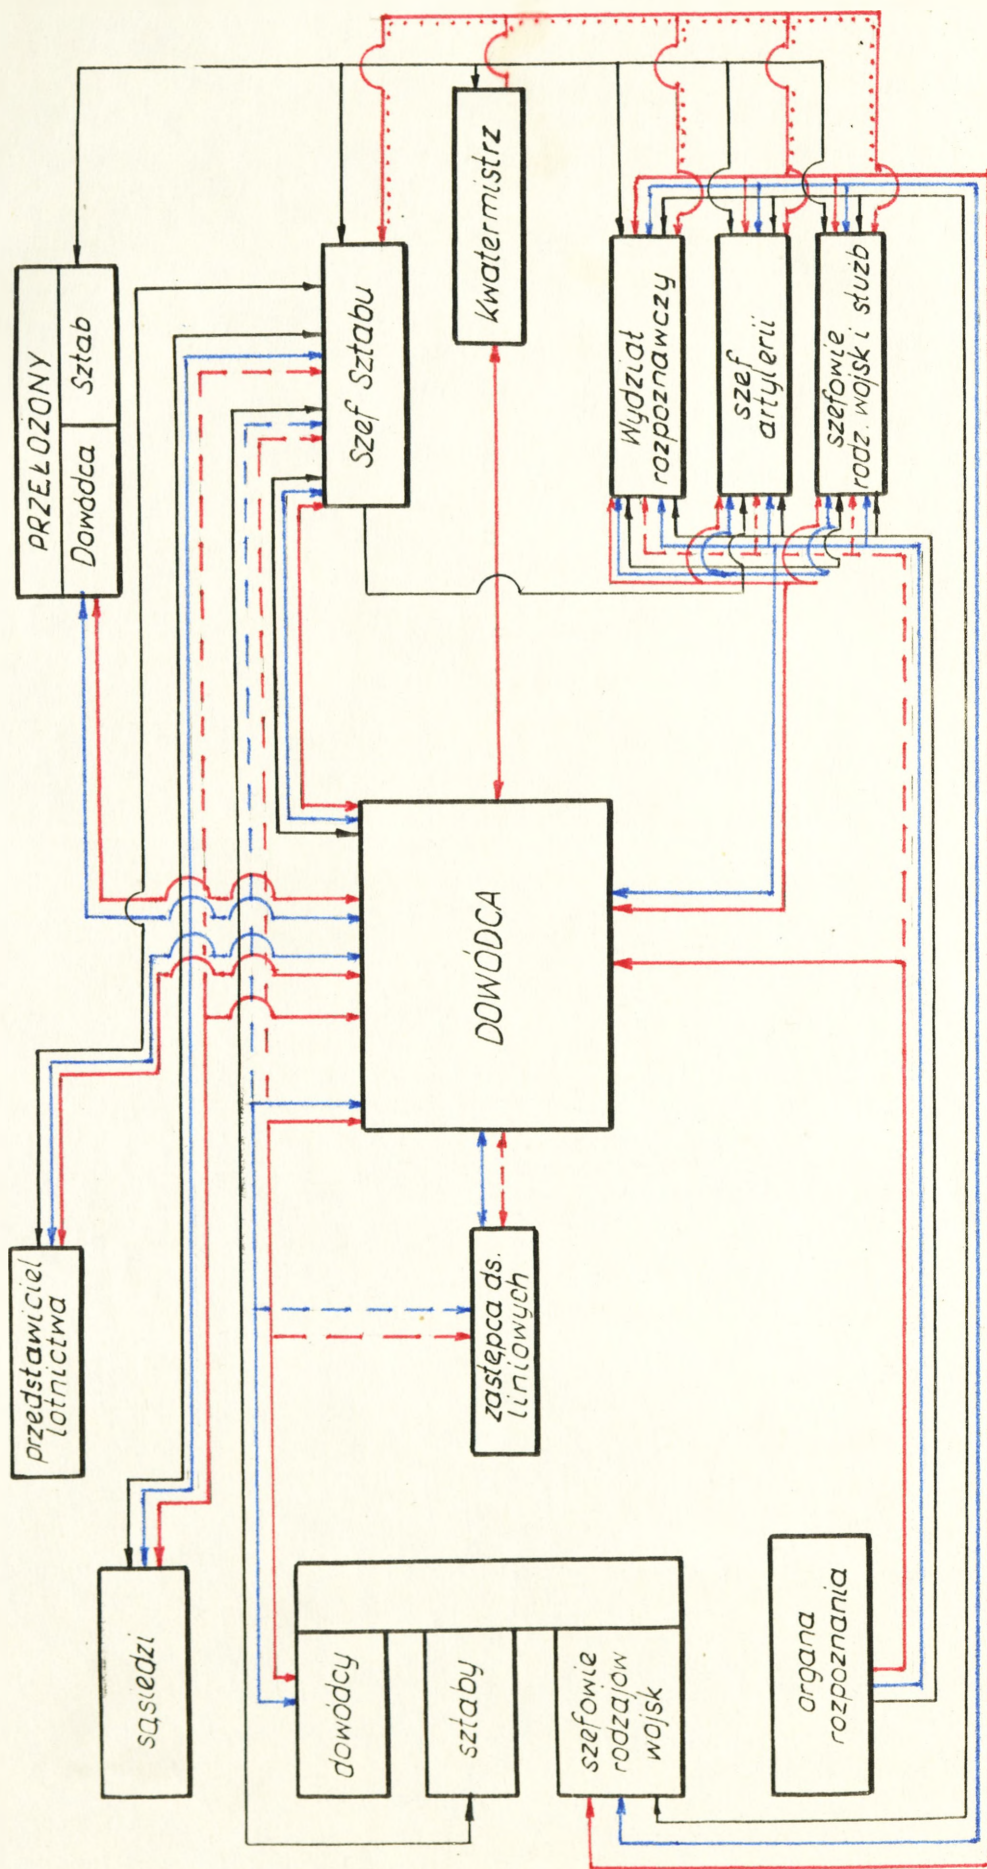 PRZEŁOŻONY
Dowódca
Sztab
przedstawiciel
lotnictwa
sąsiedzi
Szef Sztabu
Kwatermistrz
Wydział
rozpoznawczy
szef
artylerii
szefowie
rodz. wojsk i służb
DOWÓDCA
zastępca ds.
liniowych
dowódcy
sztaby
szefowie
rodzajow
wojsk
organa
rozpoznania